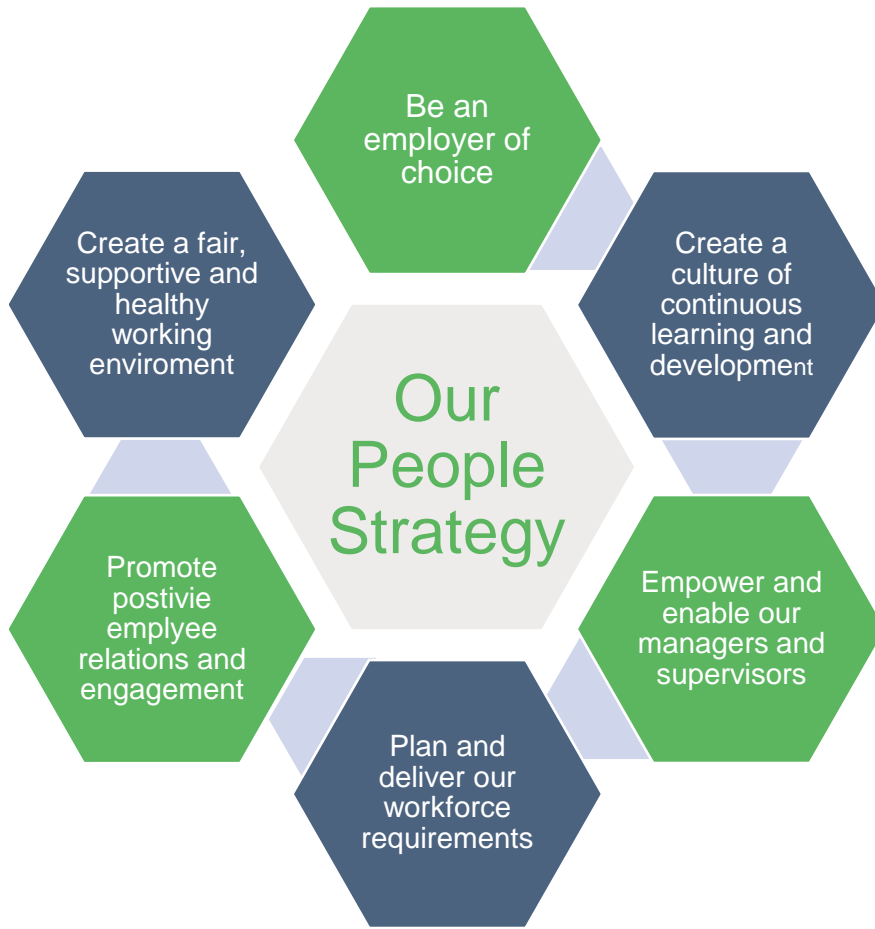 Be an
employer of
choice
Create a
culture of
continuous
learning and
development
Empower and
enable our
managers and
supervisors
Plan and
deliver our
workforce
requirements
Promote
postivie
emplyee
relations and
engagement
Create a fair,
supportive and
healthy
working
enviroment
Our
People
Strategy